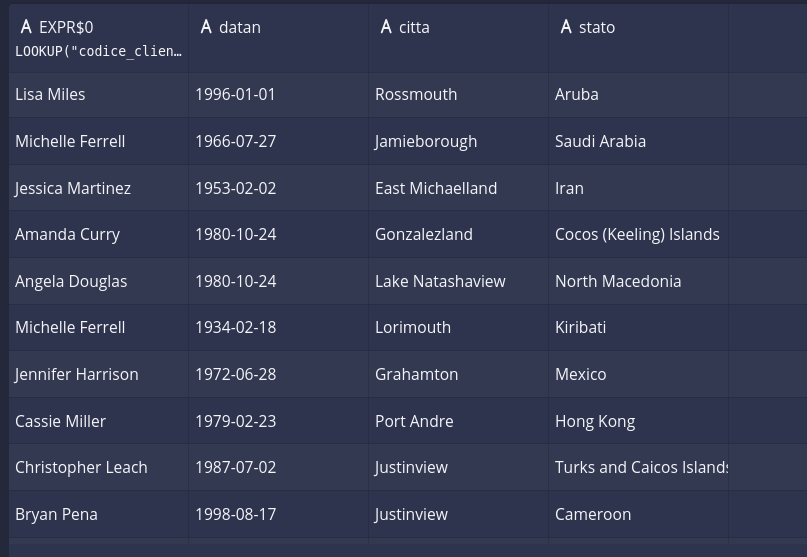 A EXPR$0 A datan A citta A stato
LOOKUP("codice_clien…
Lisa Miles 1996-01-01 Rossmouth Aruba
Michelle Ferrell 1966-07-27 Jamieborough Saudi Arabia
Jessica Martinez 1953-02-02 East Michaelland Iran
Amanda Curry 1980-10-24 Gonzalezland Cocos (Keeling) Islands
Angela Douglas 1980-10-24 Lake Natashaview North Macedonia
Michelle Ferrell 1934-02-18 Lorimouth Kiribati
Jennifer Harrison 1972-06-28 Grahamton Mexico
Cassie Miller 1979-02-23 Port Andre Hong Kong
Christopher Leach 1987-07-02 Justinview Turks and Caicos Islands
Bryan Pena 1998-08-17 Justinview Cameroon